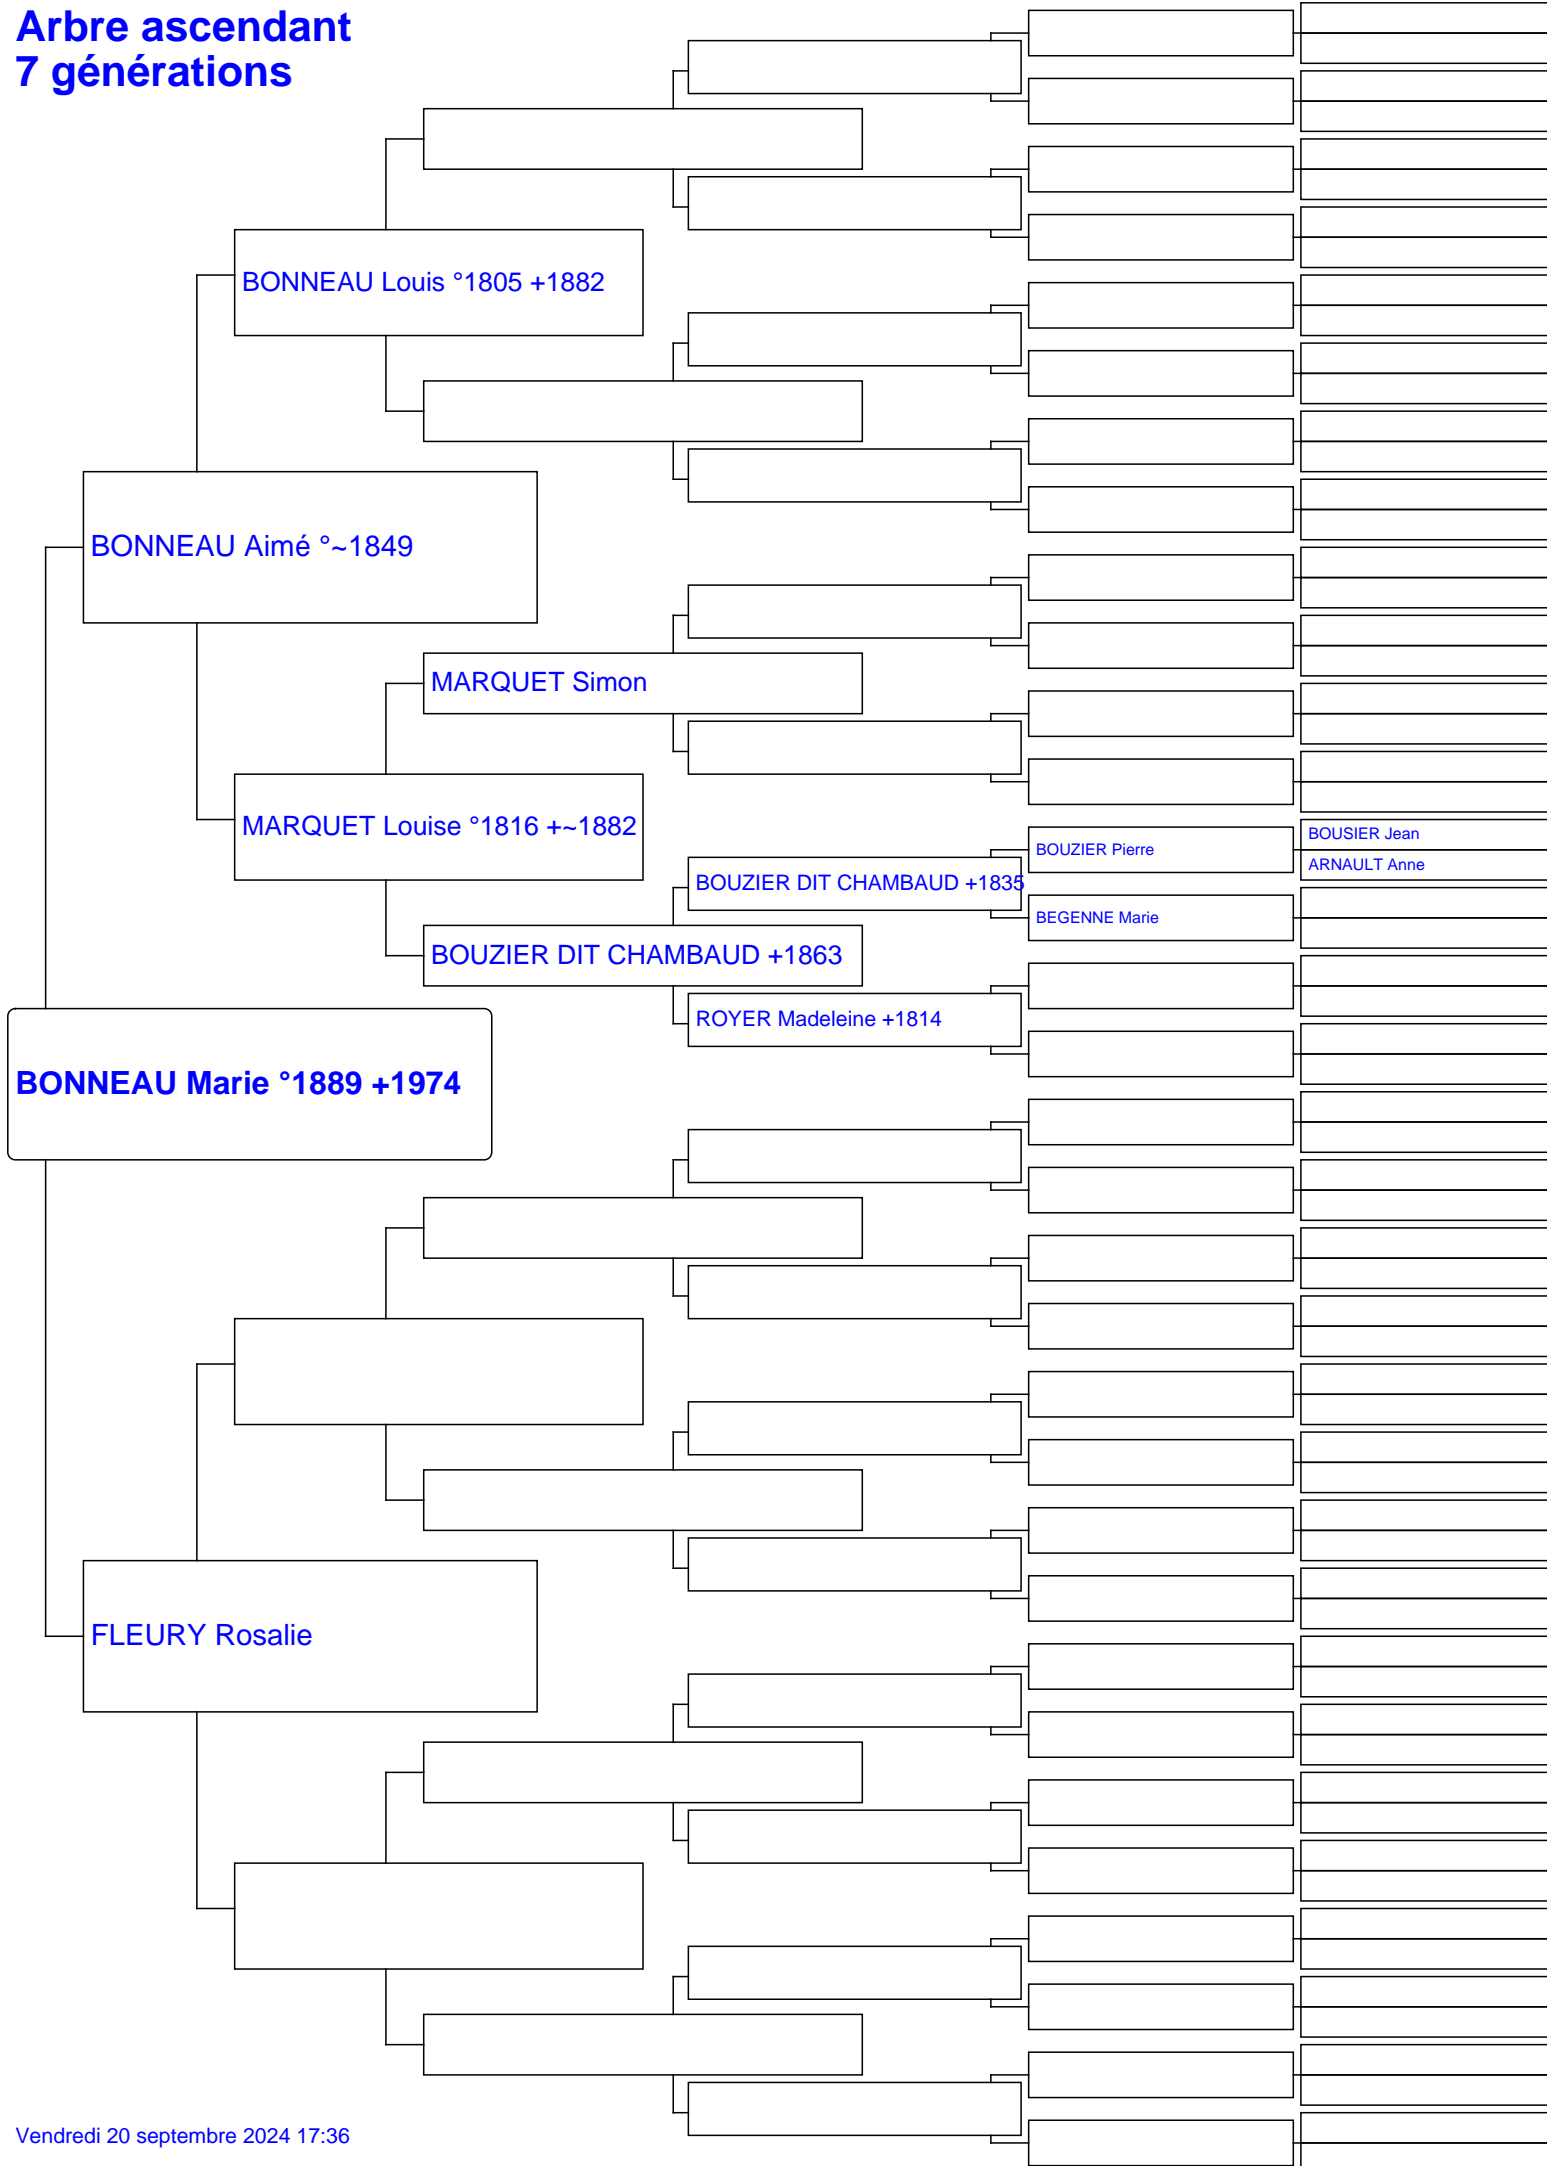 Arbre ascendant
7 générations
BONNEAU Louis °1805 +1882
BONNEAU Aimé °~1849
MARQUET Simon
MARQUET Louise °1816 +~1882
BOUZIER Pierre
BOUSIER Jean
ARNAULT Anne
BOUZIER DIT CHAMBAUD +1835
BEGENNE Marie
BOUZIER DIT CHAMBAUD +1863
ROYER Madeleine +1814
BONNEAU Marie °1889 +1974
FLEURY Rosalie
Vendredi 20 septembre 2024 17:36